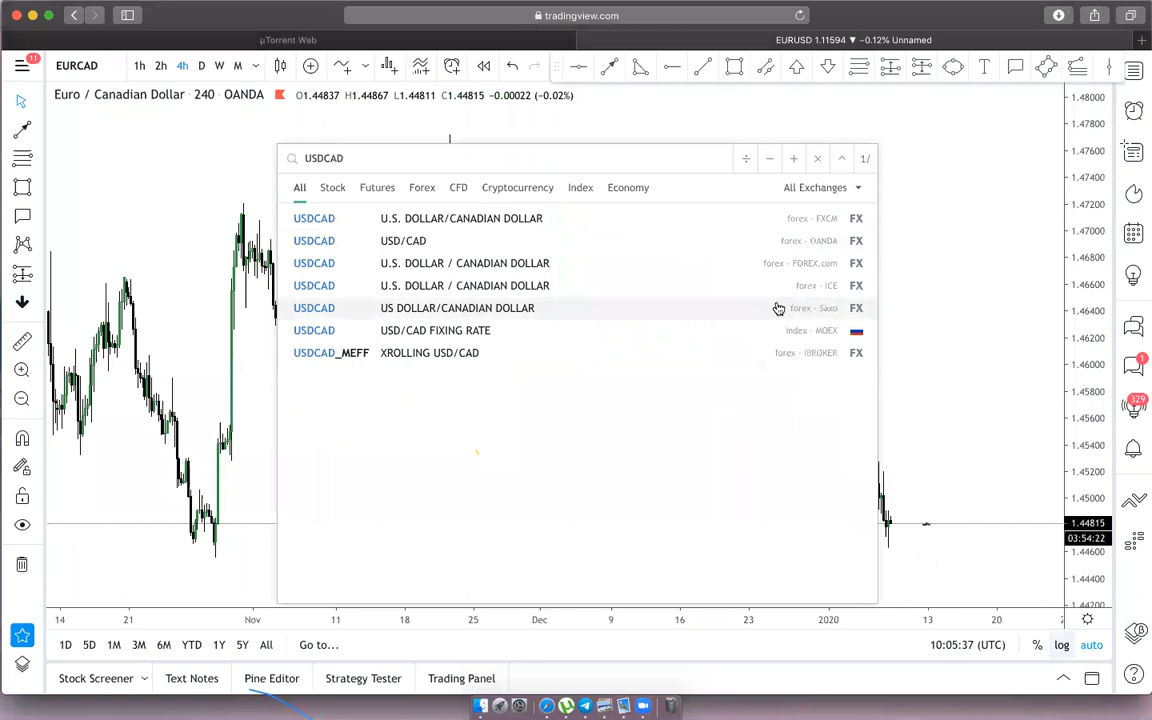 tradingview.com
µTorrent Web
EURUSD 1.11594 ▼ −0.12% Unnamed
11
EURCAD 1h 2h 4h D W M
Euro / Canadian Dollar · 240 · OANDA O1.44837 H1.44867 L1.44811 C1.44815 −0.00022 (−0.02%)
USDCAD ÷ − + × ^ 1/
All Stock Futures Forex CFD Cryptocurrency Index Economy All Exchanges
USDCAD U.S. DOLLAR/CANADIAN DOLLAR forex · FXCM FX
USDCAD USD/CAD forex · OANDA FX
USDCAD U.S. DOLLAR / CANADIAN DOLLAR forex · FOREX.com FX
USDCAD U.S. DOLLAR / CANADIAN DOLLAR forex · ICE FX
USDCAD US DOLLAR/CANADIAN DOLLAR forex · Saxo FX
USDCAD USD/CAD FIXING RATE index · MOEX
USDCAD_MEFF XROLLING USD/CAD forex · IBROKER FX
1.48000
1.47800
1.47600
1.47400
1.47200
1.47000
1.46800
1.46600
1.46400
1.46200
1.46000
1.45800
1.45600
1.45400
1.45200
1.45000
1.44815
03:54:22
1.44600
1.44400
1.44200
1
329
14 21 Nov 11 18 25 Dec 9 16 23 2020 13 20
1D 5D 1M 3M 6M YTD 1Y 5Y All Go to... 10:05:37 (UTC) % log auto
Stock Screener Text Notes Pine Editor Strategy Tester Trading Panel